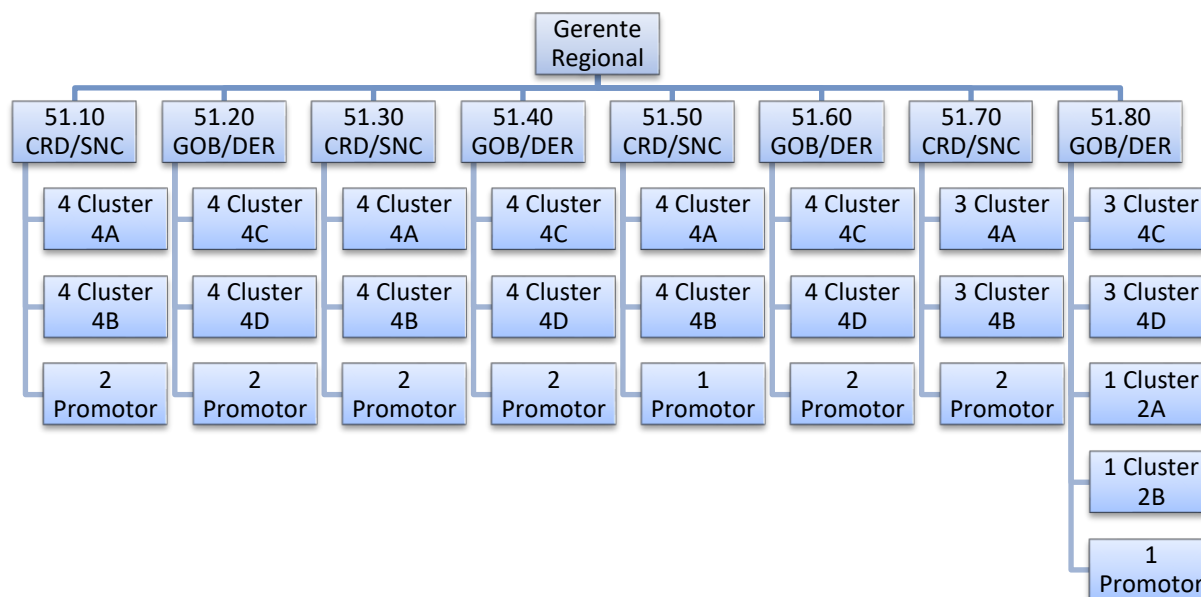 Gerente
Regional
51.10
CRD/SNC
4 Cluster
4A
4 Cluster
4B
2
Promotor
51.20
GOB/DER
4 Cluster
4C
4 Cluster
4D
2
Promotor
51.30
CRD/SNC
4 Cluster
4A
4 Cluster
4B
2
Promotor
51.40
GOB/DER
4 Cluster
4C
4 Cluster
4D
2
Promotor
51.50
CRD/SNC
4 Cluster
4A
4 Cluster
4B
1
Promotor
51.60
GOB/DER
4 Cluster
4C
4 Cluster
4D
2
Promotor
51.70
CRD/SNC
3 Cluster
4A
3 Cluster
4B
2
Promotor
51.80
GOB/DER
3 Cluster
4C
3 Cluster
4D
1 Cluster
2A
1 Cluster
2B
1
Promotor